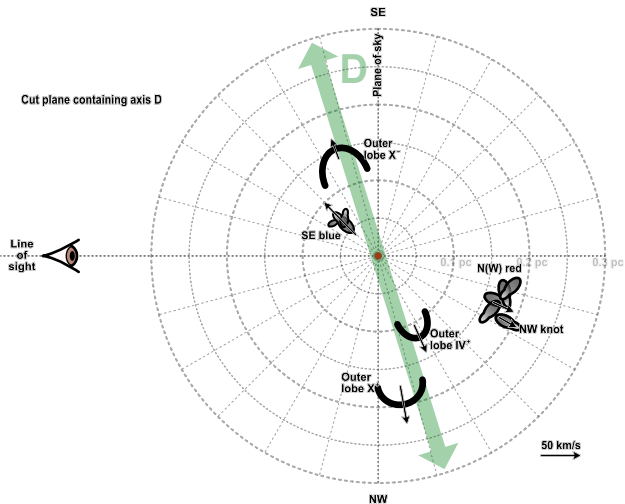 SE
Plane-of-sky
D
Cut plane containing axis D
Outer
lobe X⁻
SE blue
Line
of
sight
0.1 pc
0.2 pc
0.3 pc
N(W) red
NW knot
Outer
lobe IV⁺
Outer
lobe X⁺
50 km/s
NW